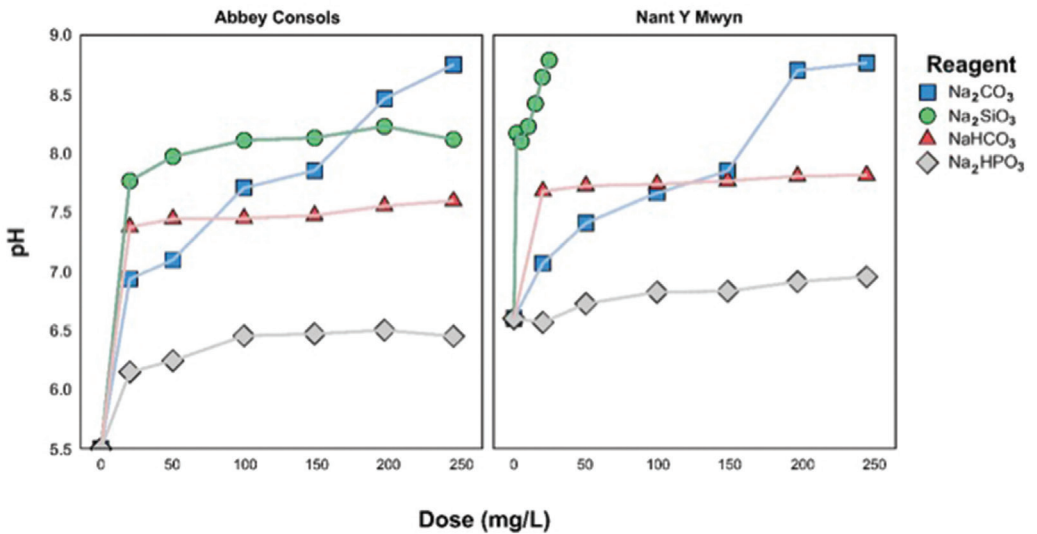 Abbey Consols
Nant Y Mwyn
9.0
8.5
8.0
7.5
7.0
6.5
6.0
5.5
pH
0 50 100 150 200 250
0 50 100 150 200 250
Dose (mg/L)
Reagent
Na₂CO₃
Na₂SiO₃
NaHCO₃
Na₂HPO₃